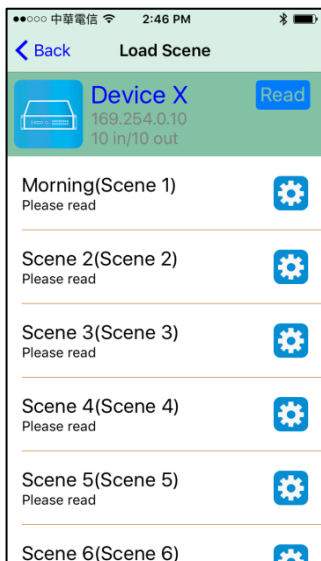 中華電信 2:46 PM
Back Load Scene
Device X
Read
169.254.0.10
10 in/10 out
Morning(Scene 1)
Please read
Scene 2(Scene 2)
Please read
Scene 3(Scene 3)
Please read
Scene 4(Scene 4)
Please read
Scene 5(Scene 5)
Please read
Scene 6(Scene 6)